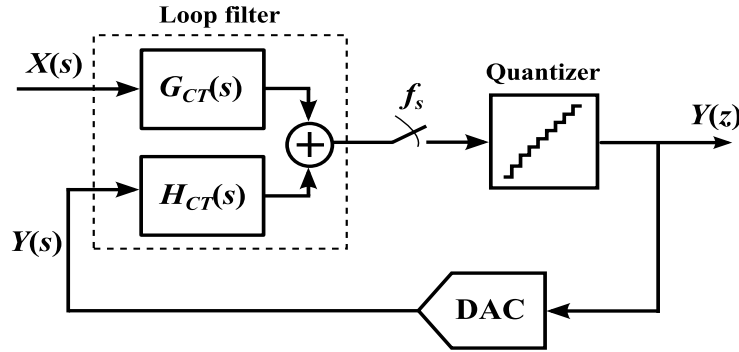 Loop filter
X(s)
G_CT(s)
f_s
Quantizer
Y(z)
+
H_CT(s)
Y(s)
DAC